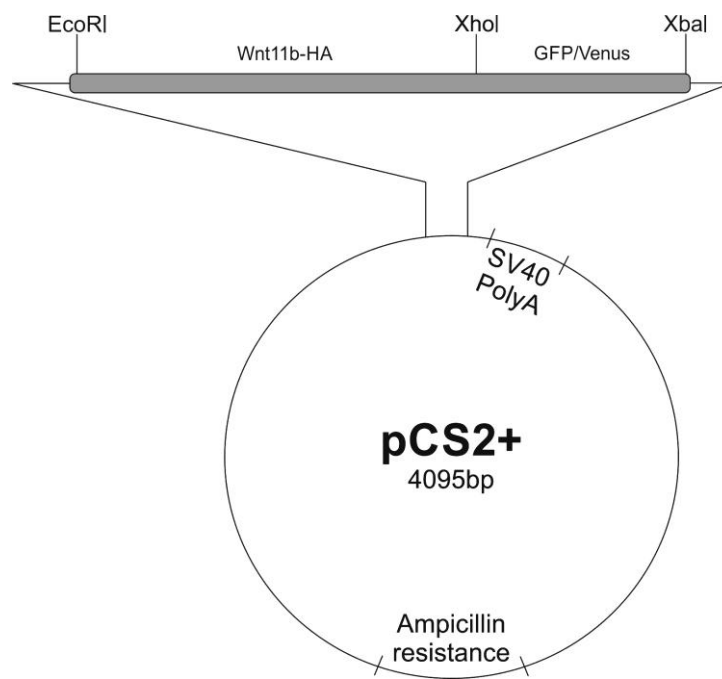 EcoRI
XhoI
XbaI
Wnt11b-HA
GFP/Venus
SV40
PolyA
pCS2+
4095bp
Ampicillin
resistance